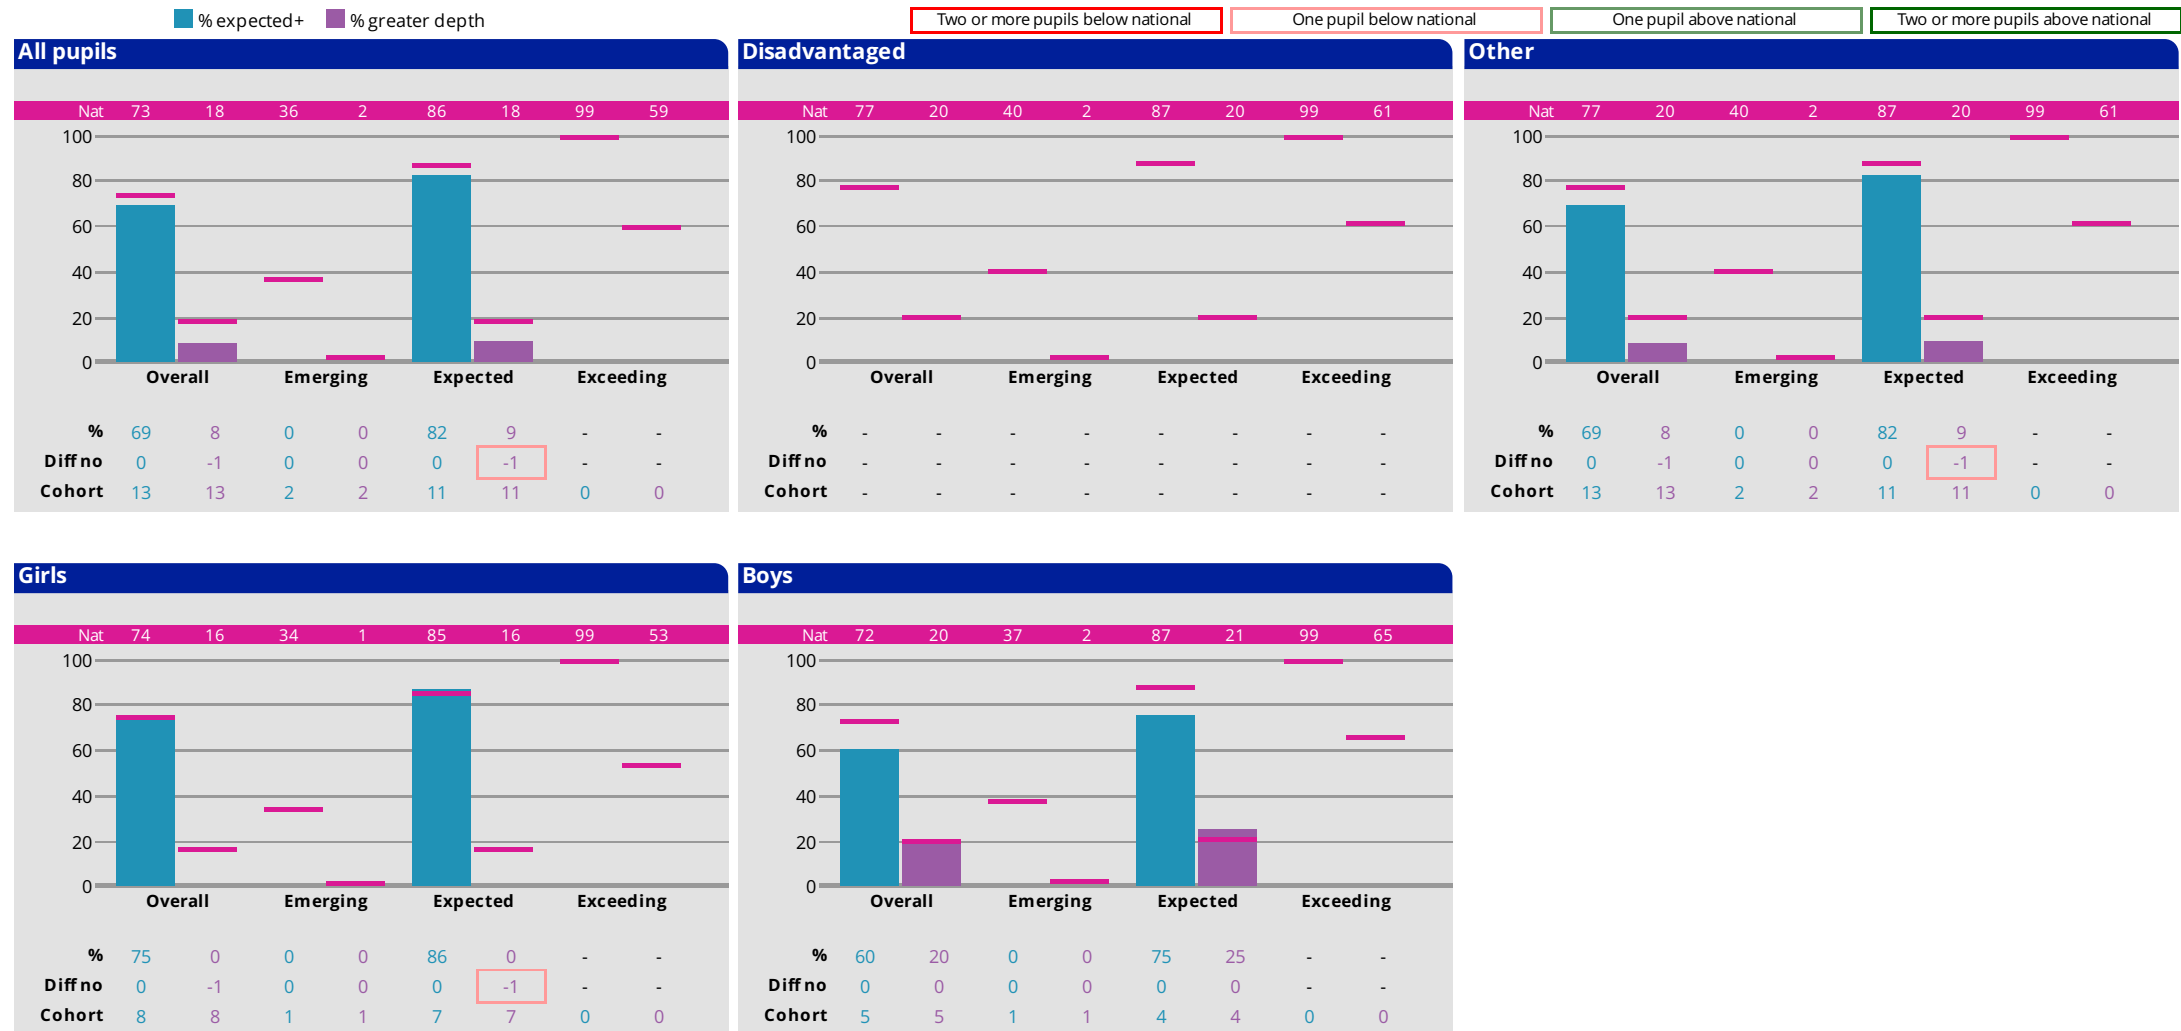 % expected+ % greater depth Two or more pupils below national One pupil below national One pupil above national Two or more pupils above national
All pupils
Nat 73 18 36 2 86 18 99 59
100
80
60
40
20
0
Overall Emerging Expected Exceeding
% 69 8 0 0 82 9 - -
Diff no 0 -1 0 0 0 -1 - -
Cohort 13 13 2 2 11 11 0 0
Disadvantaged
Nat 77 20 40 2 87 20 99 61
100
80
60
40
20
0
Overall Emerging Expected Exceeding
% - - - - - - - -
Diff no - - - - - - - -
Cohort - - - - - - - -
Other
Nat 77 20 40 2 87 20 99 61
100
80
60
40
20
0
Overall Emerging Expected Exceeding
% 69 8 0 0 82 9 - -
Diff no 0 -1 0 0 0 -1 - -
Cohort 13 13 2 2 11 11 0 0
Girls
Nat 74 16 34 1 85 16 99 53
100
80
60
40
20
0
Overall Emerging Expected Exceeding
% 75 0 0 0 86 0 - -
Diff no 0 -1 0 0 0 -1 - -
Cohort 8 8 1 1 7 7 0 0
Boys
Nat 72 20 37 2 87 21 99 65
100
80
60
40
20
0
Overall Emerging Expected Exceeding
% 60 20 0 0 75 25 - -
Diff no 0 0 0 0 0 0 - -
Cohort 5 5 1 1 4 4 0 0